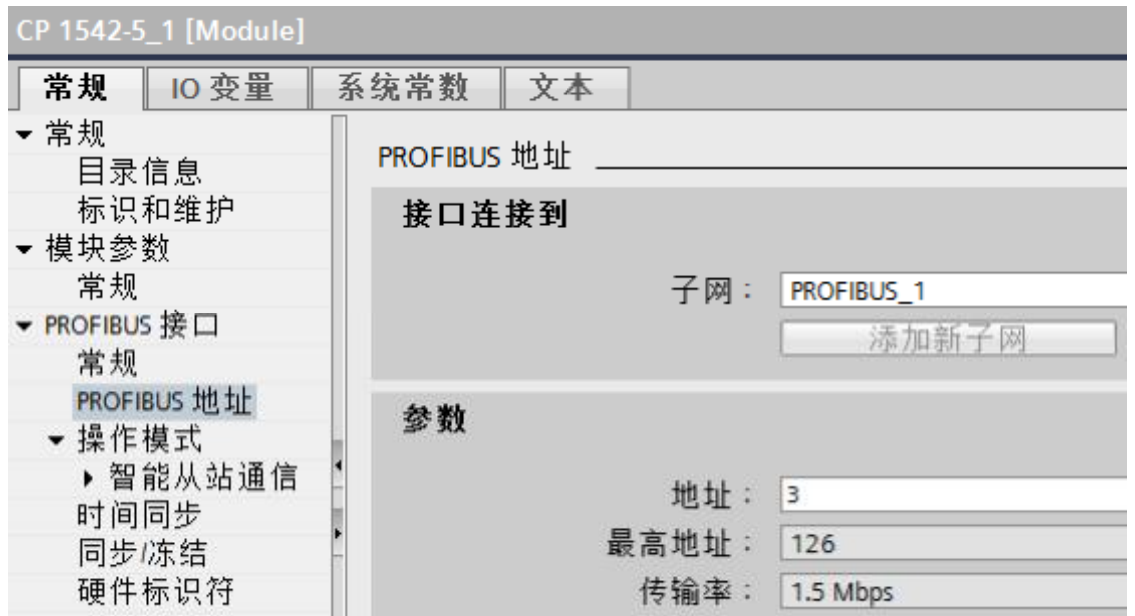 CP 1542-5_1 [Module]
常规 IO 变量 系统常数 文本
常规
目录信息
标识和维护
模块参数
常规
PROFIBUS 接口
常规
PROFIBUS 地址
操作模式
智能从站通信
时间同步
同步/冻结
硬件标识符
PROFIBUS 地址
接口连接到
子网： PROFIBUS_1
添加新子网
参数
地址： 3
最高地址： 126
传输率： 1.5 Mbps